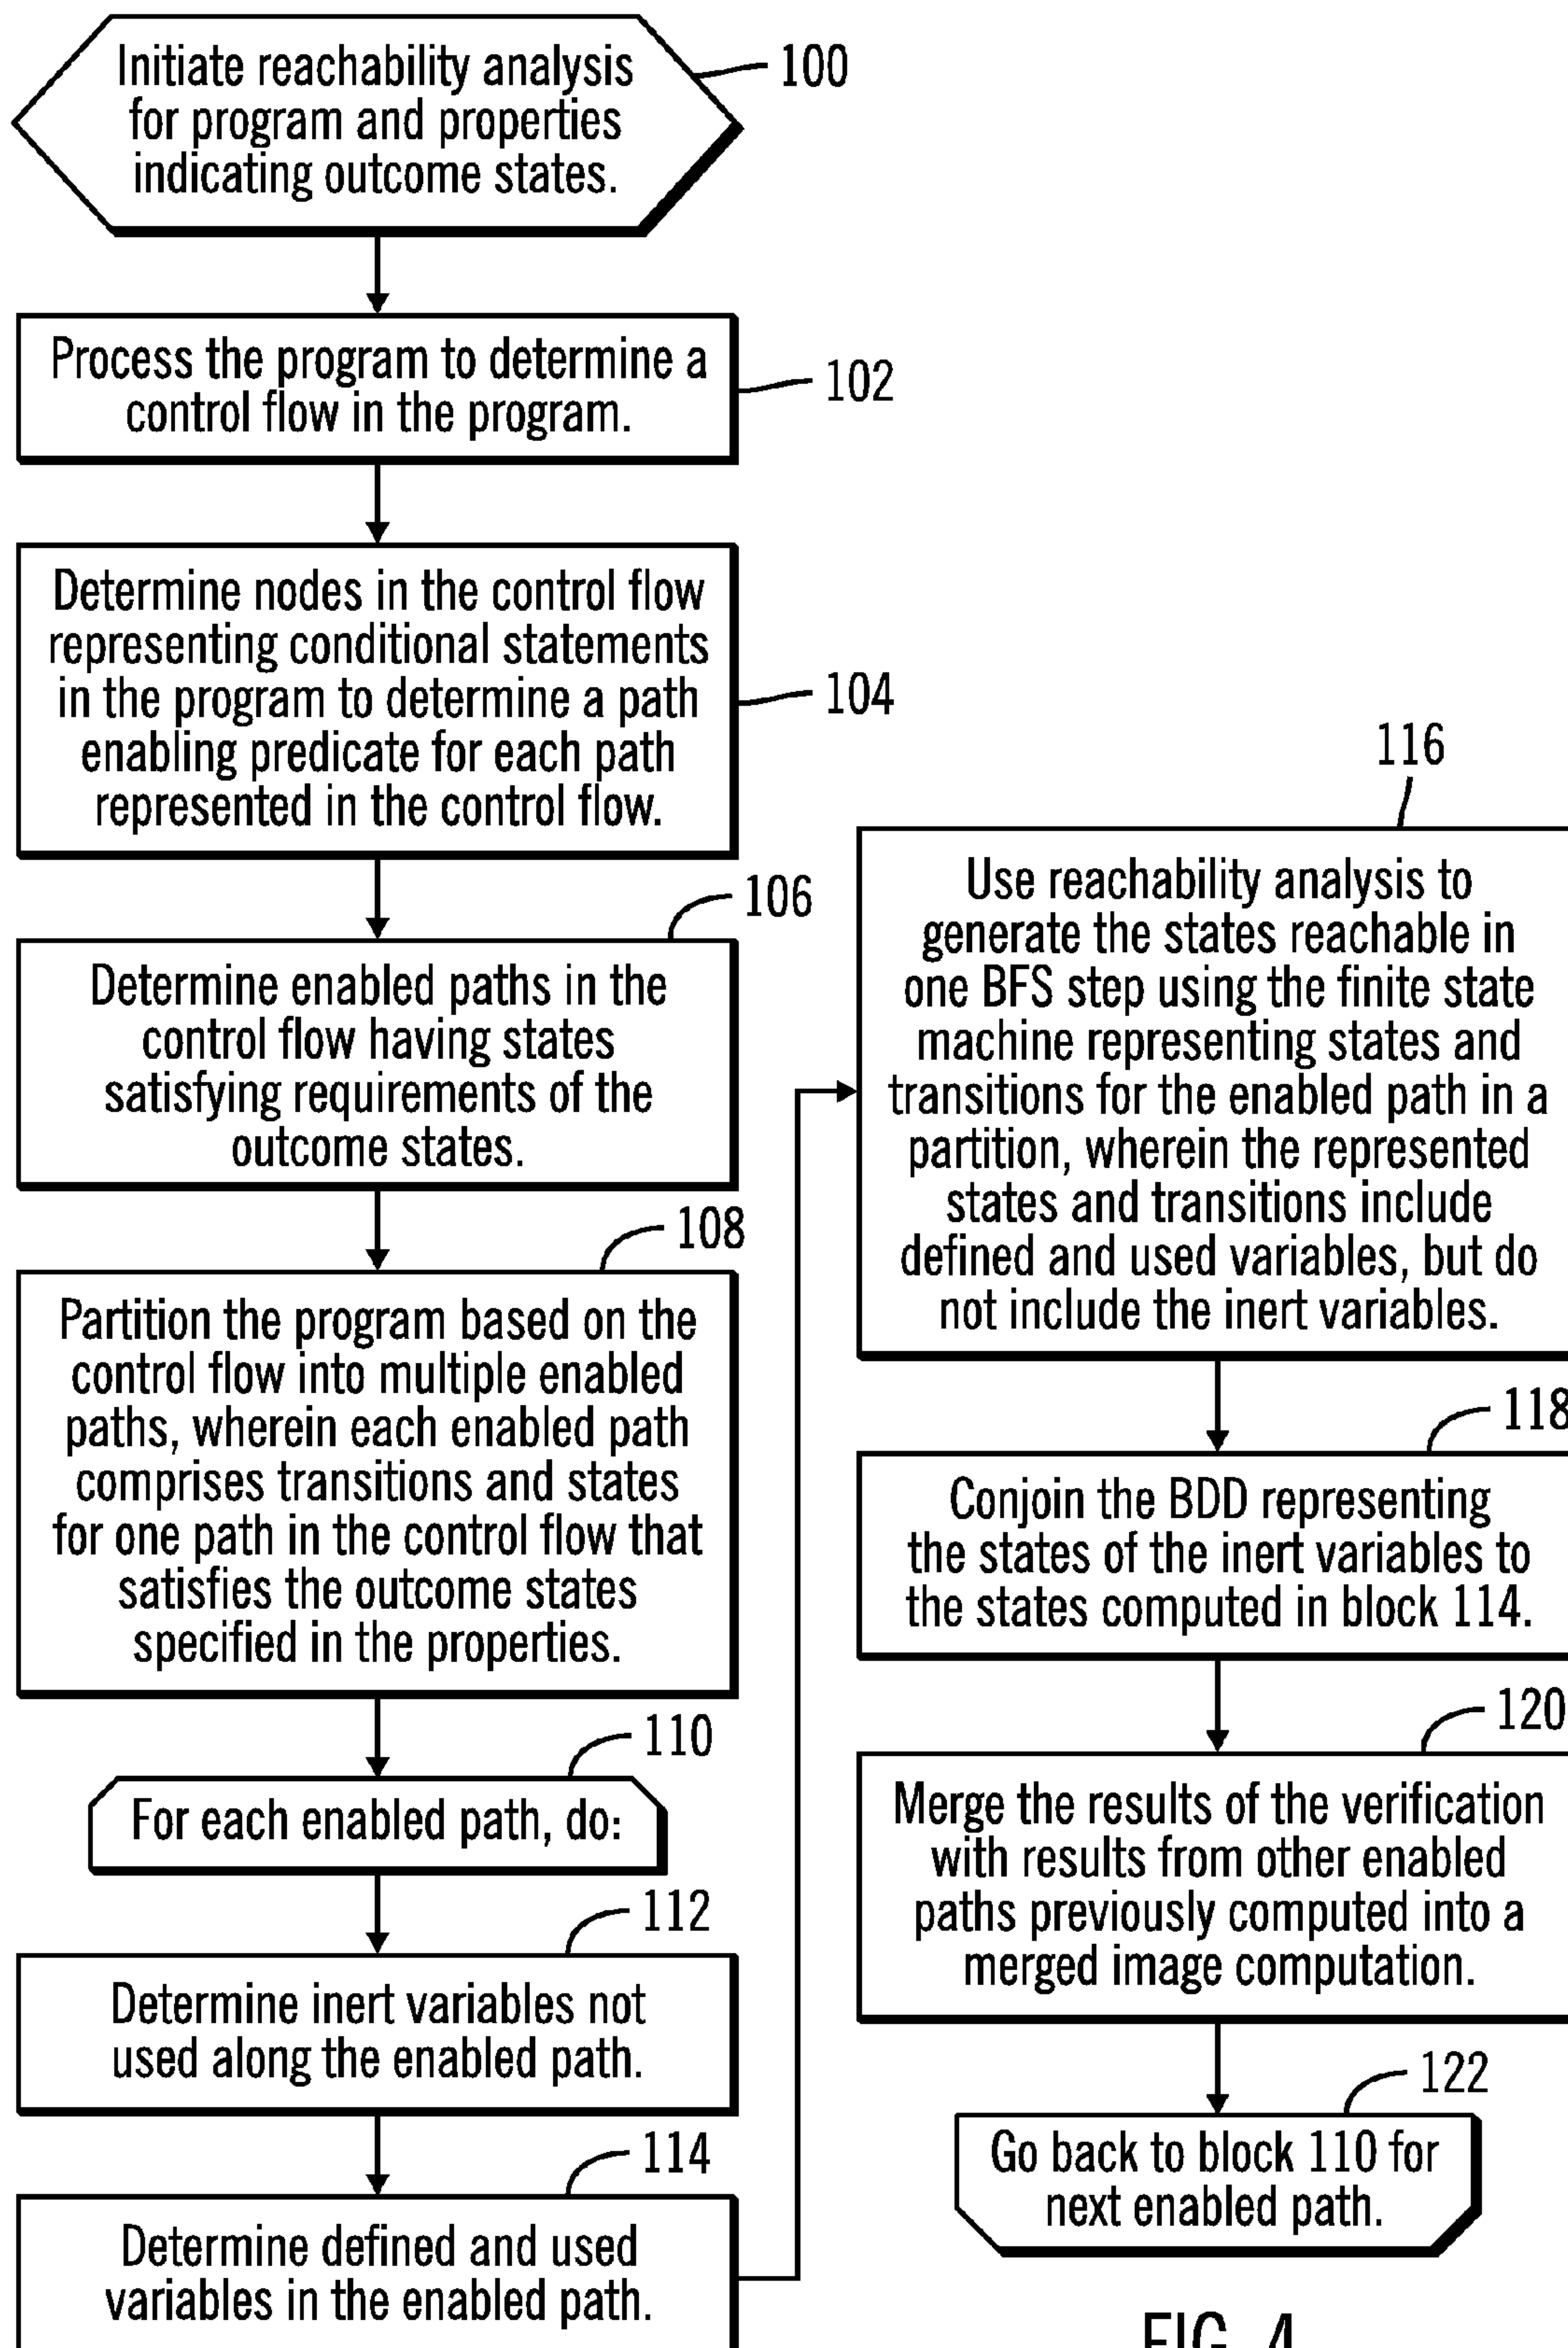 Initiate reachability analysis
for program and properties
indicating outcome states.
100
Process the program to determine a
control flow in the program.
102
Determine nodes in the control flow
representing conditional statements
in the program to determine a path
enabling predicate for each path
represented in the control flow.
104
106
Determine enabled paths in the
control flow having states
satisfying requirements of the
outcome states.
108
Partition the program based on the
control flow into multiple enabled
paths, wherein each enabled path
comprises transitions and states
for one path in the control flow that
satisfies the outcome states
specified in the properties.
110
For each enabled path, do:
112
Determine inert variables not
used along the enabled path.
114
Determine defined and used
variables in the enabled path.
116
Use reachability analysis to
generate the states reachable in
one BFS step using the finite state
machine representing states and
transitions for the enabled path in a
partition, wherein the represented
states and transitions include
defined and used variables, but do
not include the inert variables.
118
Conjoin the BDD representing
the states of the inert variables to
the states computed in block 114.
120
Merge the results of the verification
with results from other enabled
paths previously computed into a
merged image computation.
122
Go back to block 110 for
next enabled path.
FIG. 4